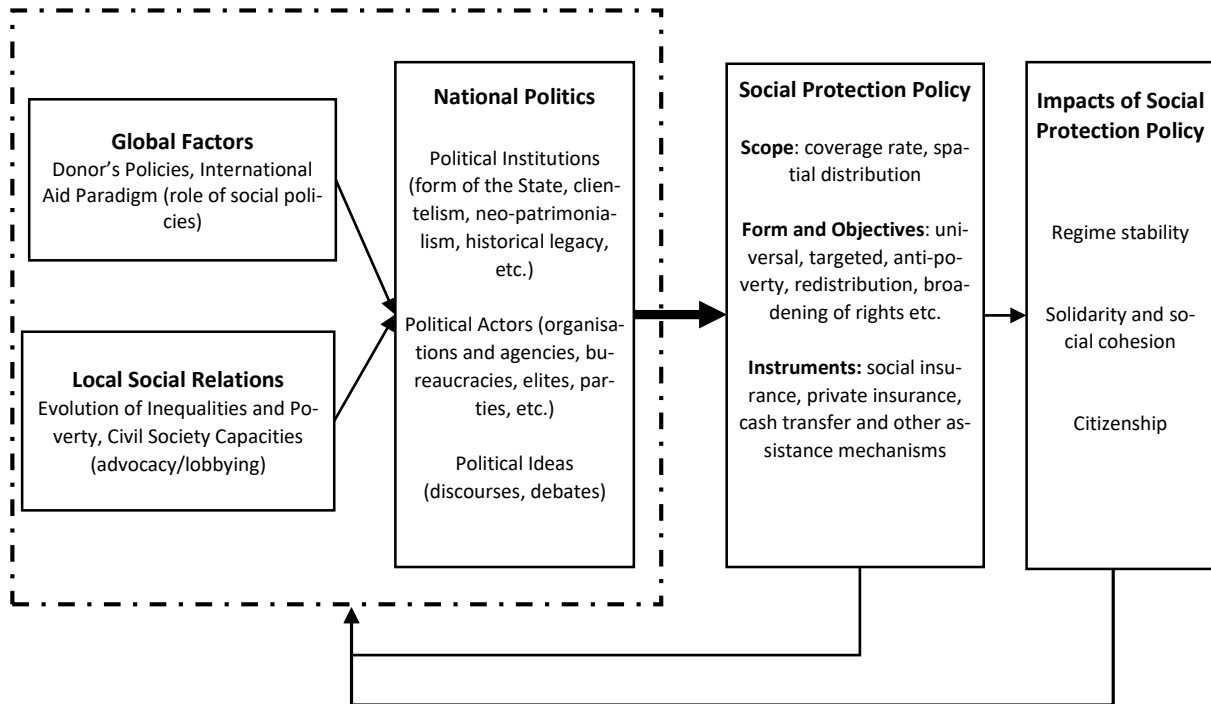 Global Factors
Donor’s Policies, International
Aid Paradigm (role of social poli-
cies)
Local Social Relations
Evolution of Inequalities and Po-
verty, Civil Society Capacities
(advocacy/lobbying)
National Politics
Political Institutions
(form of the State, clien-
telism, neo-patrimonia-
lism, historical legacy,
etc.)
Political Actors (organisa-
tions and agencies, bu-
reaucracies, elites, par-
ties, etc.)
Political Ideas
(discourses, debates)
Social Protection Policy
Scope: coverage rate, spa-
tial distribution
Form and Objectives: uni-
versal, targeted, anti-po-
verty, redistribution, broa-
dening of rights etc.
Instruments: social insu-
rance, private insurance,
cash transfer and other as-
sistance mechanisms
Impacts of Social
Protection Policy
Regime stability
Solidarity and so-
cial cohesion
Citizenship